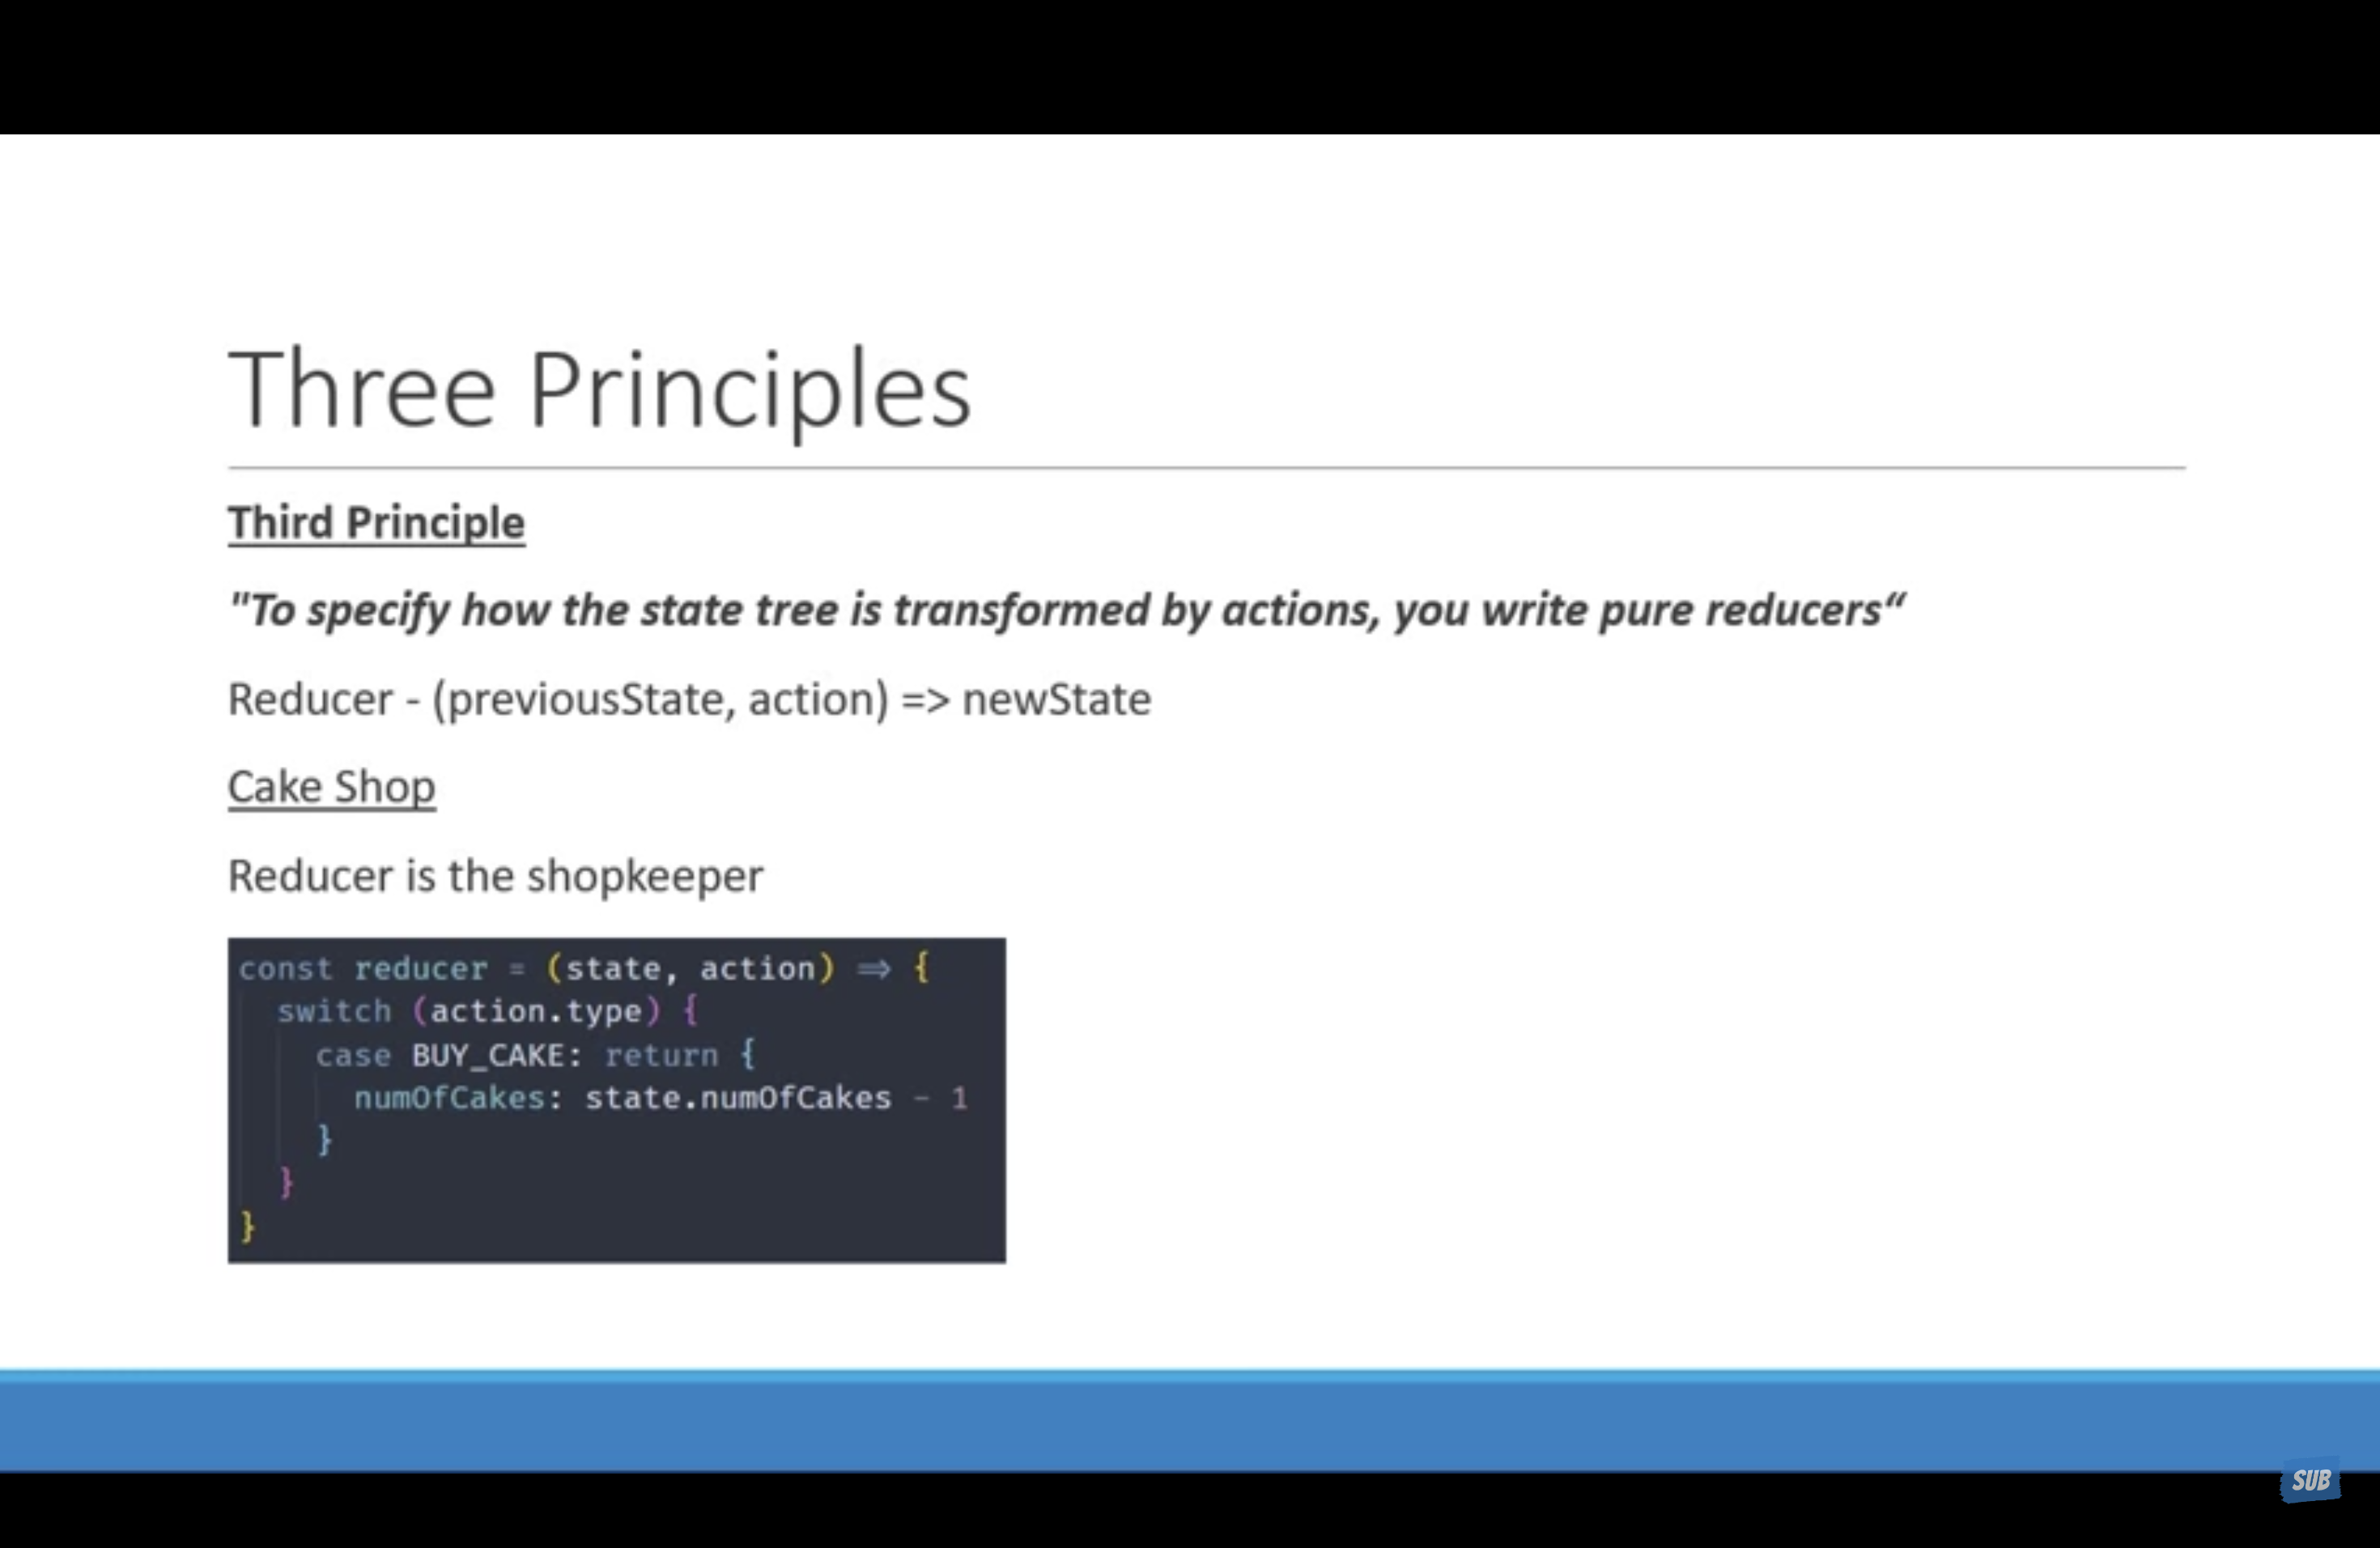 Three Principles
Third Principle
"To specify how the state tree is transformed by actions, you write pure reducers“
Reducer - (previousState, action) => newState
Cake Shop
Reducer is the shopkeeper
const reducer = (state, action) ⇒ {
  switch (action.type) {
    case BUY_CAKE: return {
      numOfCakes: state.numOfCakes - 1
    }
  }
}
SUB